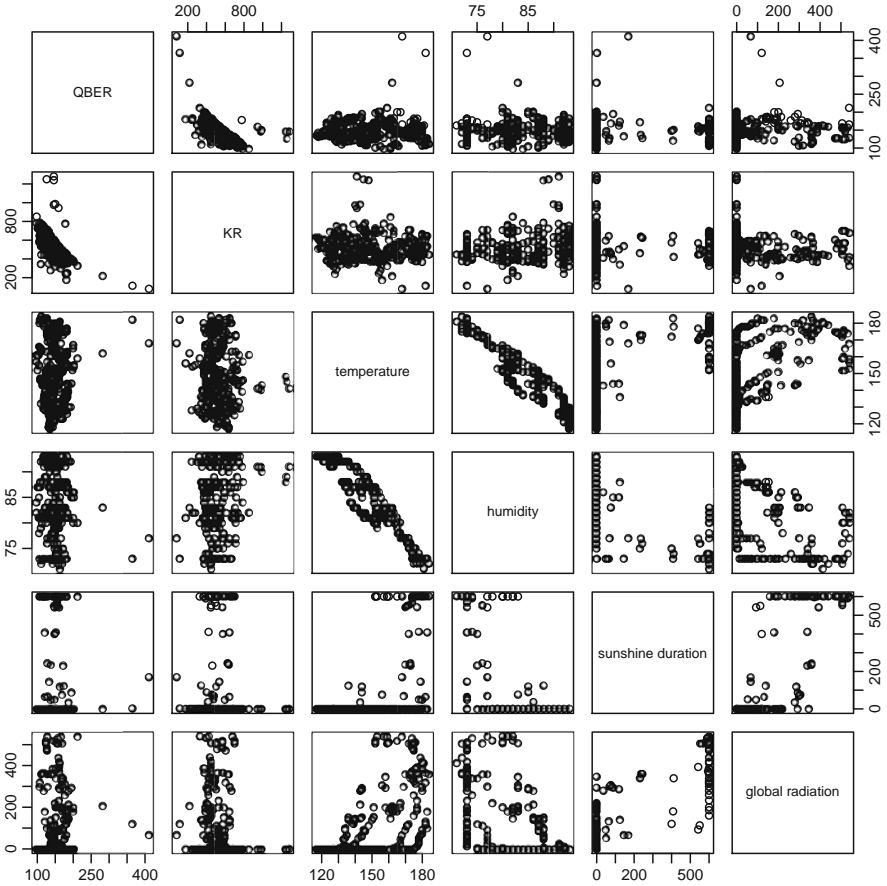 200 800 75 85 0 200 500
QBER 100 250 400
200 800 KR
temperature 120 150 180
75 85 humidity
sunshine duration 0 200 500
0 200 400 global radiation
100 250 400 120 150 180 0 500